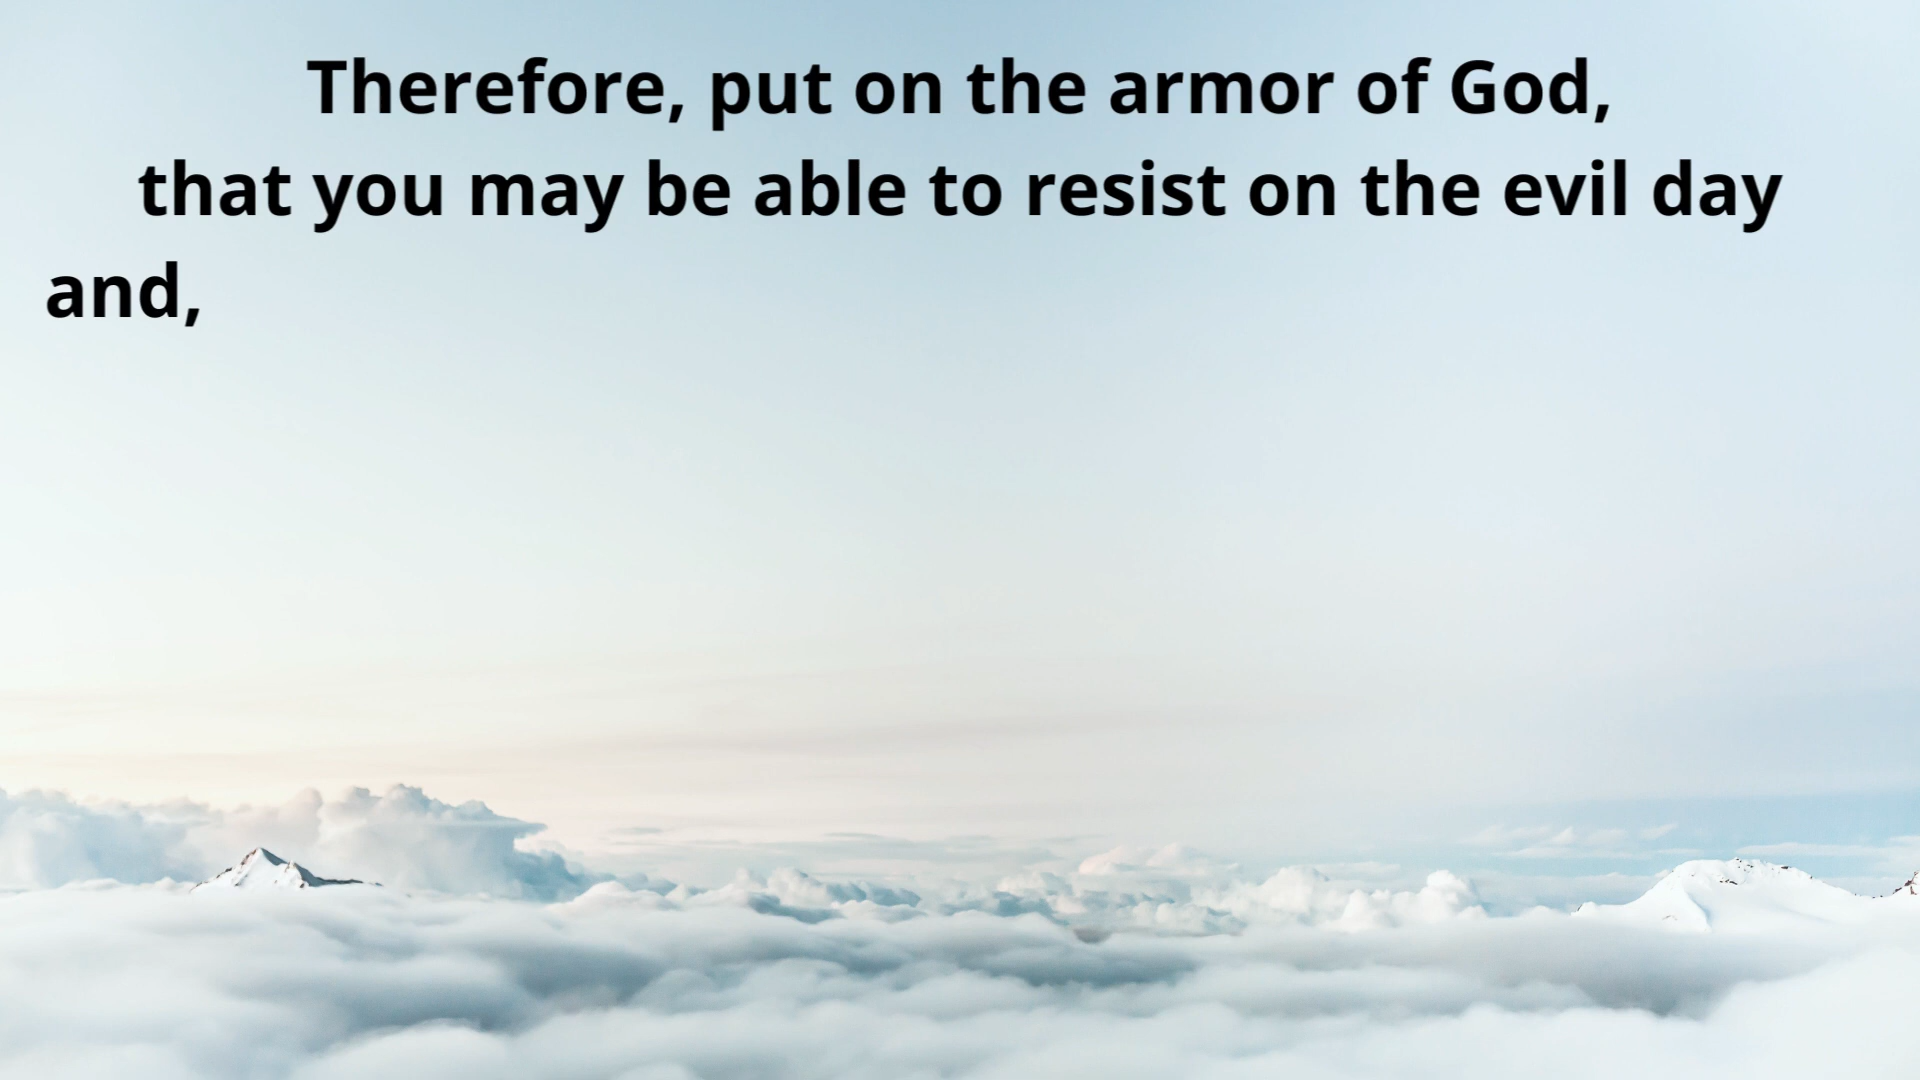 Therefore, put on the armor of God,
that you may be able to resist on the evil day
and,